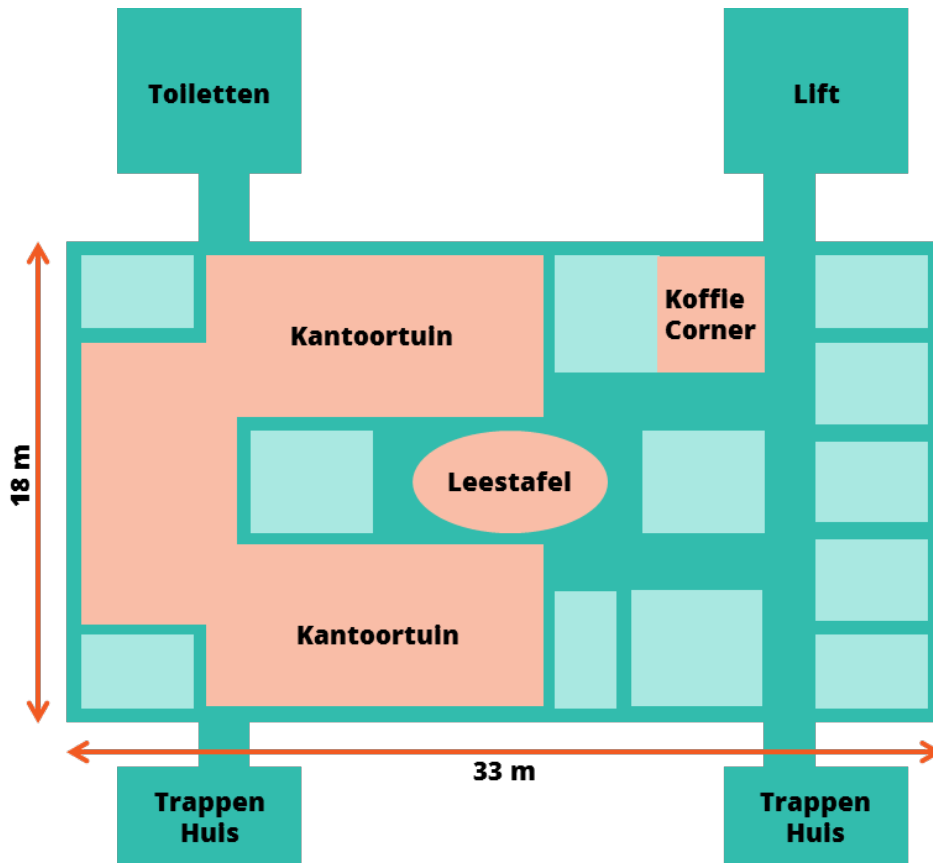 Toiletten
Lift
Kantoortuin
Koffie
Corner
18 m
Leestafel
Kantoortuin
33 m
Trappen
Huis
Trappen
Huis